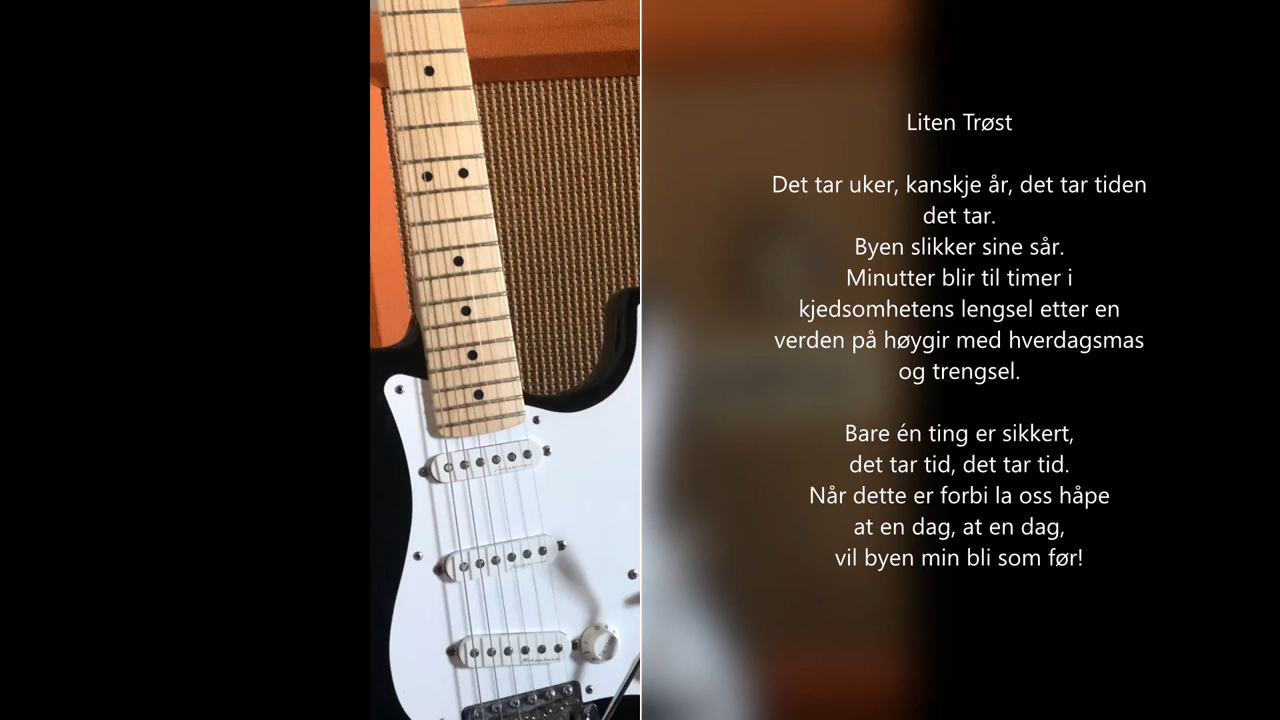 Liten Trøst
Det tar uker, kanskje år, det tar tiden
det tar.
Byen slikker sine sår.
Minutter blir til timer i
kjedsomhetens lengsel etter en
verden på høygir med hverdagsmas
og trengsel.
Bare én ting er sikkert,
det tar tid, det tar tid.
Når dette er forbi la oss håpe
at en dag, at en dag,
vil byen min bli som før!